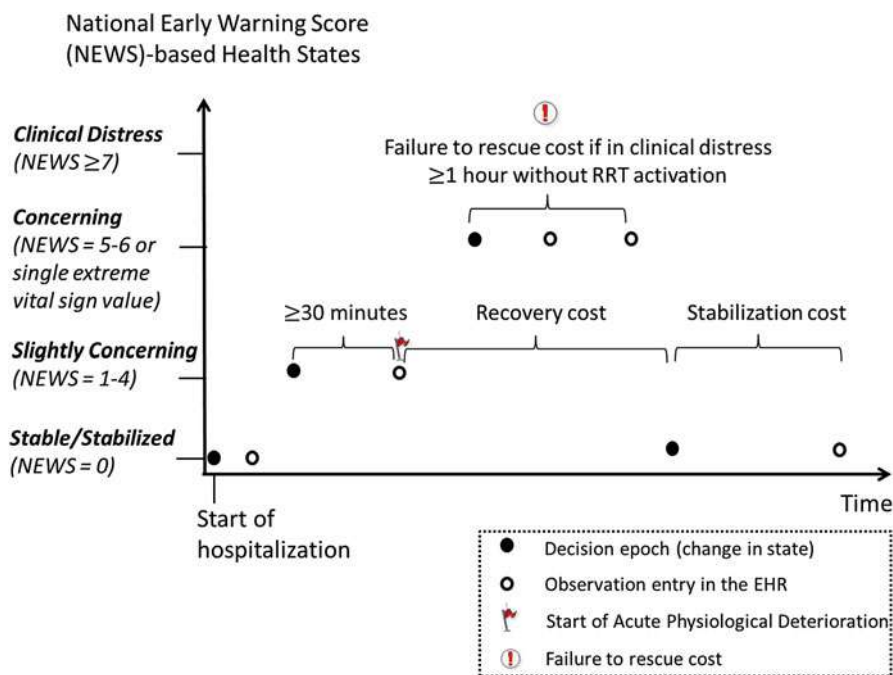 National Early Warning Score
(NEWS)-based Health States
Clinical Distress
(NEWS ≥7)
Failure to rescue cost if in clinical distress
≥1 hour without RRT activation
Concerning
(NEWS = 5-6 or
single extreme
vital sign value)
≥30 minutes
Recovery cost
Stabilization cost
Slightly Concerning
(NEWS = 1-4)
Stable/Stabilized
(NEWS = 0)
Time
Start of
hospitalization
Decision epoch (change in state)
Observation entry in the EHR
Start of Acute Physiological Deterioration
Failure to rescue cost